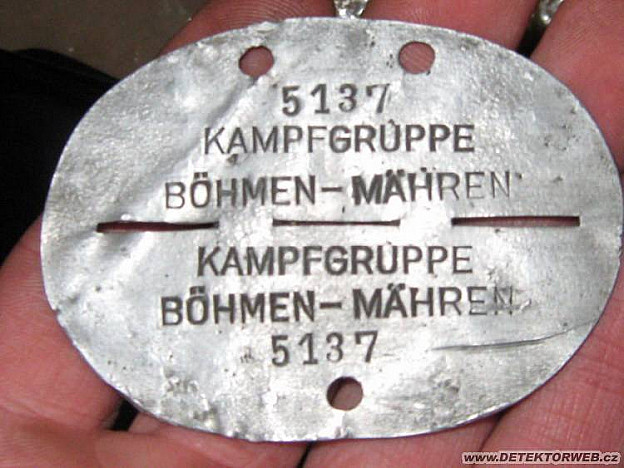 5137
KAMPFGRUPPE
BÖHMEN-MÄHREN
KAMPFGRUPPE
BÖHMEN-MÄHREN
5137
www.DETEKTORWEB.cz